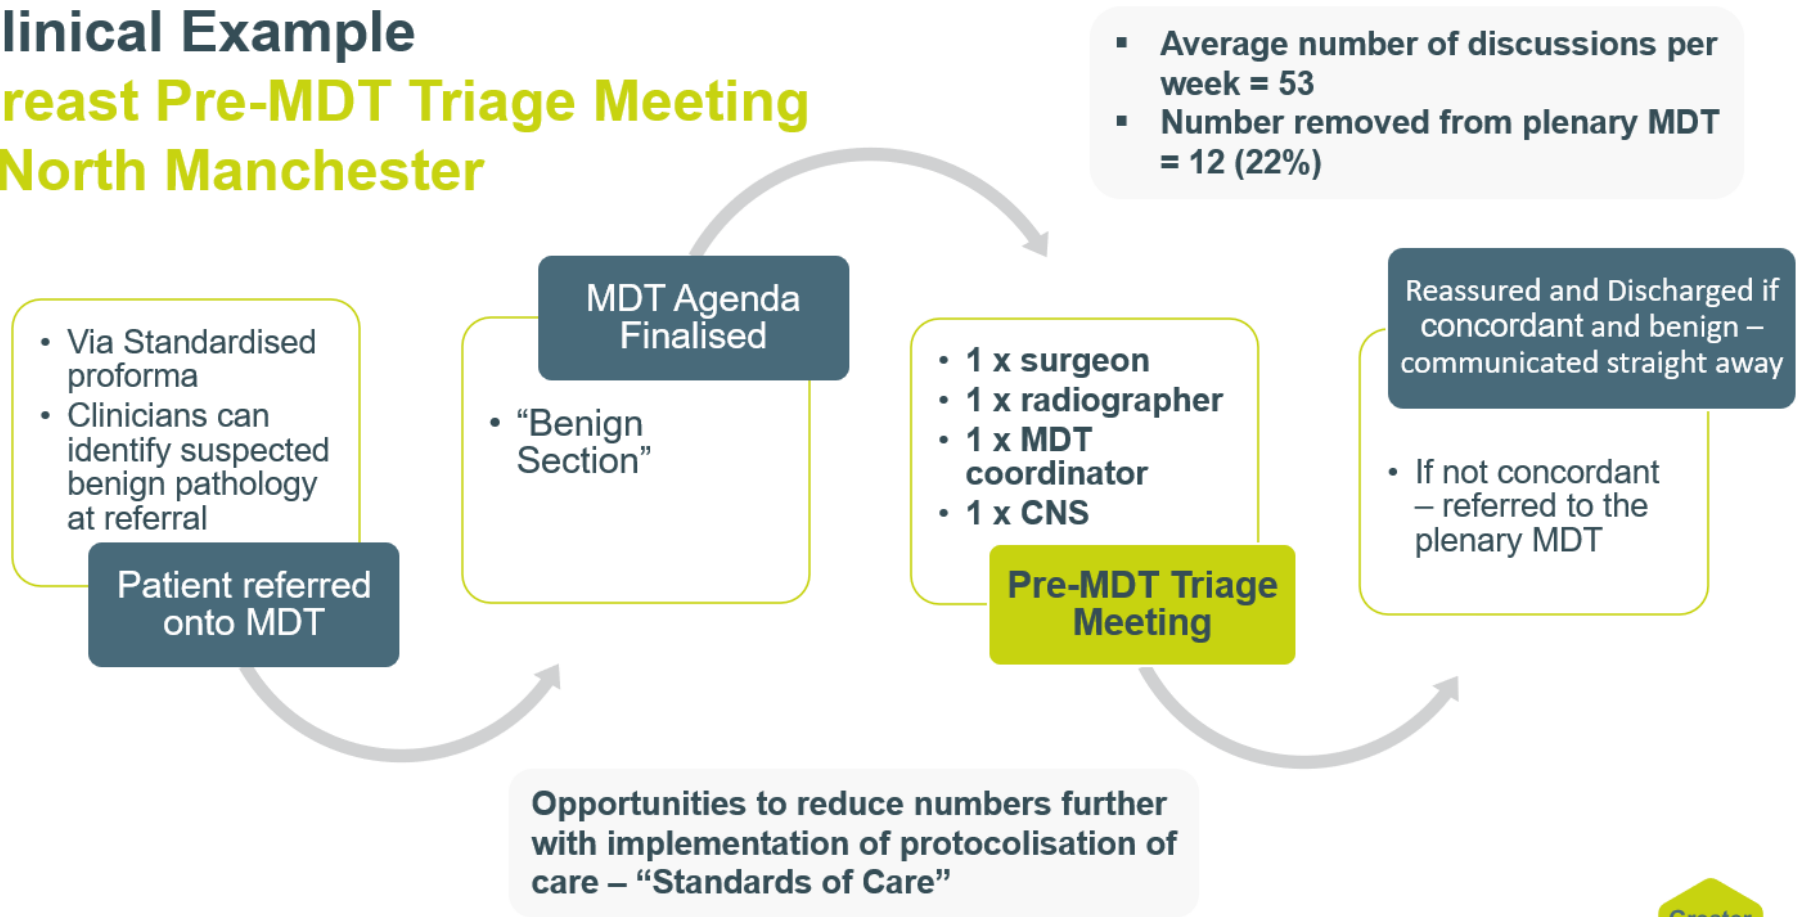 linical Example
reast Pre-MDT Triage Meeting
North Manchester
▪ Average number of discussions per
week = 53
▪ Number removed from plenary MDT
= 12 (22%)
• Via Standardised
proforma
• Clinicians can
identify suspected
benign pathology
at referral
Patient referred
onto MDT
MDT Agenda
Finalised
• “Benign
Section”
• 1 x surgeon
• 1 x radiographer
• 1 x MDT
coordinator
• 1 x CNS
Pre-MDT Triage
Meeting
Reassured and Discharged if
concordant and benign –
communicated straight away
• If not concordant
– referred to the
plenary MDT
Opportunities to reduce numbers further
with implementation of protocolisation of
care – “Standards of Care”
Greater